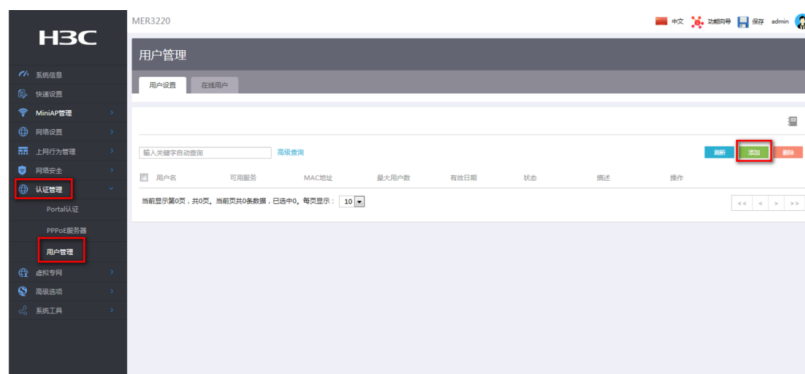 MER3220
中文 功能向导 保存 admin
H3C
系统信息
快速设置
MiniAP管理
网络设置
上网行为管理
网络安全
认证管理
Portal认证
PPPoE服务器
用户管理
虚拟专网
高级选项
系统工具
用户管理
用户设置 在线用户
输入关键字自动查询 高级查询 刷新 添加 删除
用户名 可用服务 MAC地址 最大用户数 有效日期 状态 描述 操作
当前显示第0页，共0页。当前页共0条数据，已选中0。每页显示： 10
<< < > >>